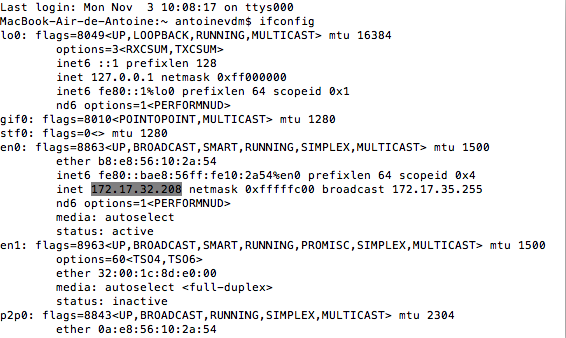 Last login: Mon Nov  3 10:08:17 on ttys000
MacBook-Air-de-Antoine:~ antoinevdm$ ifconfig
lo0: flags=8049<UP,LOOPBACK,RUNNING,MULTICAST> mtu 16384
options=3<RXCSUM,TXCSUM>
inet6 ::1 prefixlen 128
inet 127.0.0.1 netmask 0xff000000
inet6 fe80::1%lo0 prefixlen 64 scopeid 0x1
nd6 options=1<PERFORMNUD>
gif0: flags=8010<POINTOPOINT,MULTICAST> mtu 1280
stf0: flags=0<> mtu 1280
en0: flags=8863<UP,BROADCAST,SMART,RUNNING,SIMPLEX,MULTICAST> mtu 1500
ether b8:e8:56:10:2a:54
inet6 fe80::bae8:56ff:fe10:2a54%en0 prefixlen 64 scopeid 0x4
inet 172.17.32.208 netmask 0xfffffc00 broadcast 172.17.35.255
nd6 options=1<PERFORMNUD>
media: autoselect
status: active
en1: flags=8963<UP,BROADCAST,SMART,RUNNING,PROMISC,SIMPLEX,MULTICAST> mtu 1500
options=60<TSO4,TSO6>
ether 32:00:1c:8d:e0:00
media: autoselect <full-duplex>
status: inactive
p2p0: flags=8843<UP,BROADCAST,RUNNING,SIMPLEX,MULTICAST> mtu 2304
ether 0a:e8:56:10:2a:54